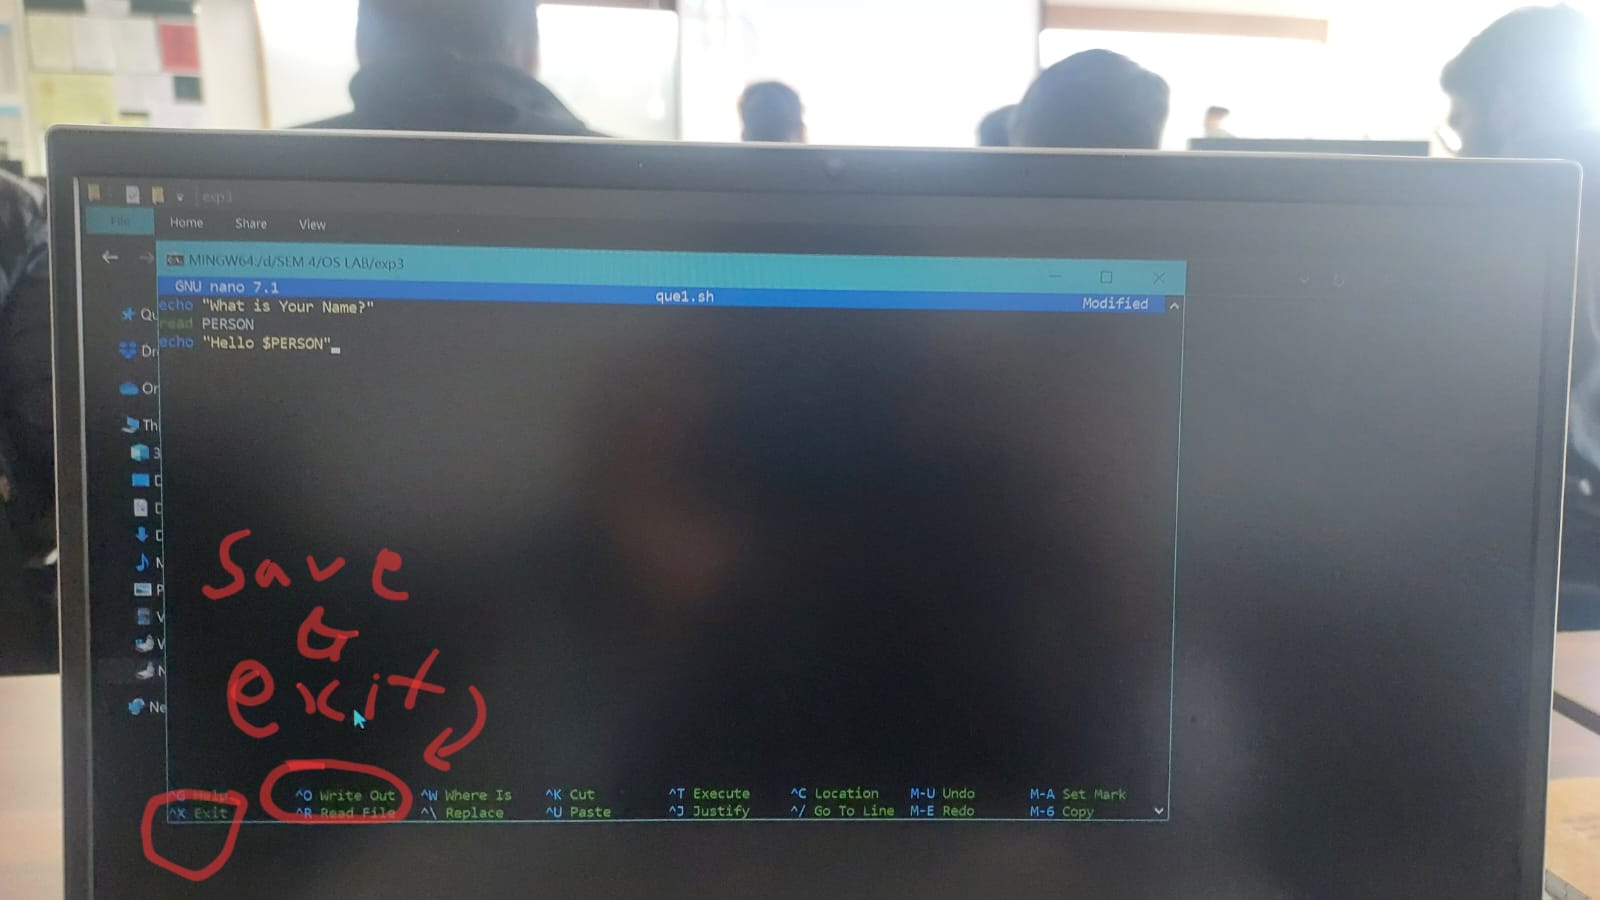 exp3
File Home Share View
MINGW64:/d/SEM 4/OS LAB/exp3
GNU nano 7.1 que1.sh Modified
echo "What is Your Name?"
read PERSON
echo "Hello $PERSON"
Qu
Dr
On
Th
3
D
D
D
M
P
V
V
N
Ne
save
&
exit
^G Help ^O Write Out ^W Where Is ^K Cut ^T Execute ^C Location M-U Undo M-A Set Mark
^X Exit ^R Read File ^\ Replace ^U Paste ^J Justify ^/ Go To Line M-E Redo M-6 Copy